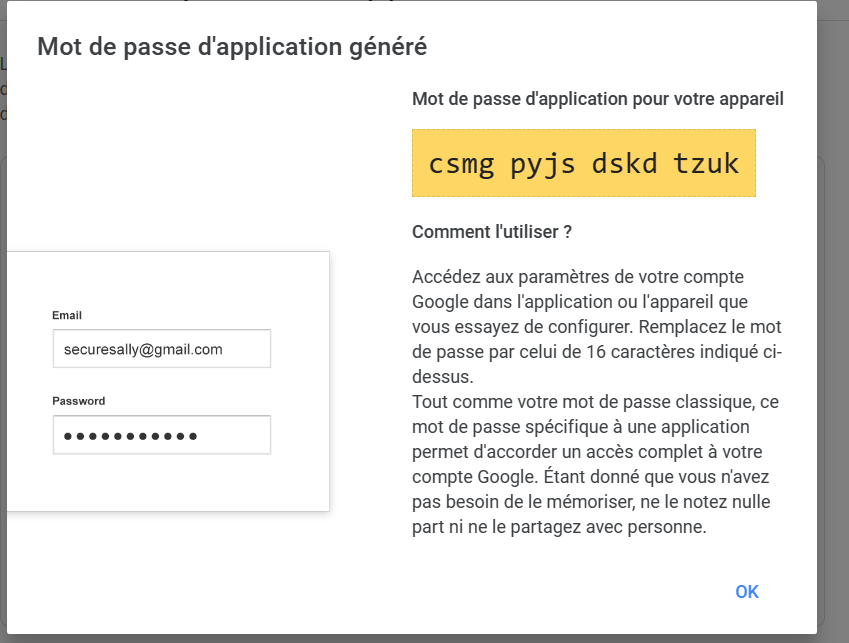 Mot de passe d'application généré
Mot de passe d'application pour votre appareil
csmg pyjs dskd tzuk
Comment l'utiliser ?
Accédez aux paramètres de votre compte
Google dans l'application ou l'appareil que
vous essayez de configurer. Remplacez le mot
de passe par celui de 16 caractères indiqué ci-
dessus.
Tout comme votre mot de passe classique, ce
mot de passe spécifique à une application
permet d'accorder un accès complet à votre
compte Google. Étant donné que vous n'avez
pas besoin de le mémoriser, ne le notez nulle
part ni ne le partagez avec personne.
Email
securesally@gmail.com
Password
OK